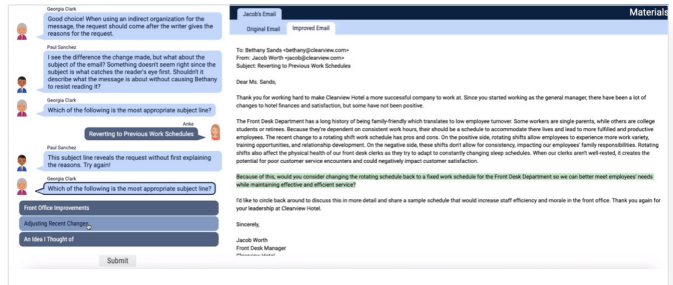 Georgia Clark
Good choice! When using an indirect organization for the
message, the request should come after the writer gives the
reasons for the request.
Paul Sanchez
I see the difference the change made, but what about the
subject of the email? Something doesn't seem right since the
subject is what catches the reader's eye first. Shouldn't it
describe what the message is about without causing Bethany
to resist reading it?
Georgia Clark
Which of the following is the most appropriate subject line?
Anke
Reverting to Previous Work Schedules
Paul Sanchez
This subject line reveals the request without first explaining
the reasons. Try again!
Georgia Clark
Which of the following is the most appropriate subject line?
Front Office Improvements
Adjusting Recent Changes
An Idea I Thought of
Submit
Jacob's Email
Materials
Original Email
Improved Email
To: Bethany Sands <bethany@clearview.com>
From: Jacob Worth <jacob@clearview.com>
Subject: Reverting to Previous Work Schedules
Dear Ms. Sands,
Thank you for working hard to make Clearview Hotel a more successful company to work at. Since you started working as the general manager, there have been a lot of
changes to hotel finances and satisfaction, but some have not been positive.
The Front Desk Department has a long history of being family-friendly which translates to low employee turnover. Some workers are single parents, while others are college
students or retirees. Because they're dependent on consistent work hours, their should be a schedule to accommodate there lives and lead to more fulfilled and productive
employees. The recent change to a rotating shift work schedule has pros and cons. On the positive side, rotating shifts allow employees to experience more work variety,
training opportunities, and relationship development. On the negative side, these shifts don't allow for consistency, impacting our employees' family responsibilities. Rotating
shifts also affect the physical health of our front desk clerks as they try to adapt to constantly changing sleep schedules. When our clerks aren't well-rested, it creates the
potential for poor customer service encounters and could negatively impact customer satisfaction.
Because of this, would you consider changing the rotating schedule back to a fixed work schedule for the Front Desk Department so we can better meet employees' needs
while maintaining effective and efficient service?
I'd like to circle back around to discuss this in more detail and share a sample schedule that would increase staff efficiency and morale in the front office. Thank you again for
your leadership at Clearview Hotel.
Sincerely,
Jacob Worth
Front Desk Manager
Clearview Hotel